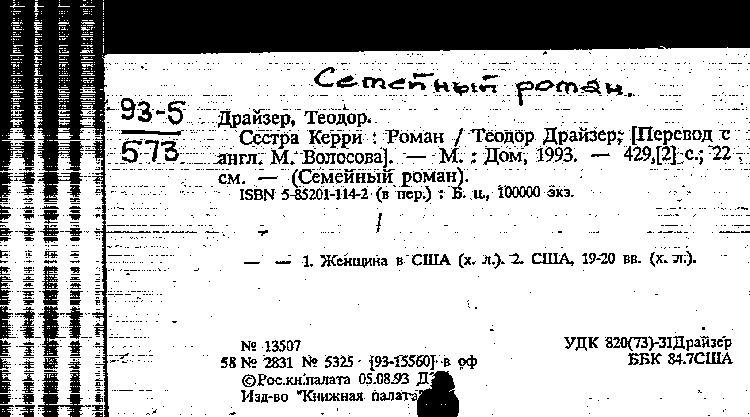 Семейный роман.
93-5
573
Драйзер, Теодор.
Сестра Керри : Роман / Теодор Драйзер; [Перевод с
англ. М. Волосова]. — М. : Дом, 1993. — 429,[2] с.; 22
см. — (Семейный роман).
ISBN 5-85201-114-2 (в пер.) : Б. ц., 100000 экз.
— — 1. Женщина в США (х. л.). 2. США, 19-20 вв. (х. л.).
№ 13507
58 № 2831 № 5325 [93-15560] в оф
©Рос.кн.палата 05.08.93
Изд-во "Книжная палата"
УДК 820(73)-31Драйзер
ББК 84.7США